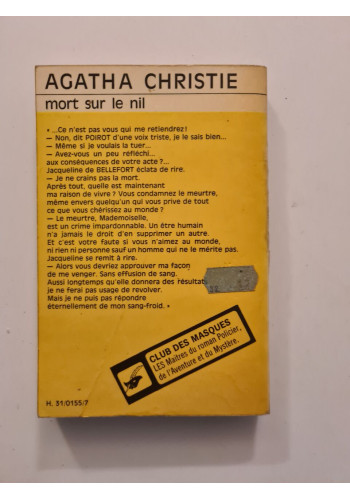 AGATHA CHRISTIE
mort sur le nil
« ...Ce n'est pas vous qui me retiendrez !
— Non, dit POIROT d'une voix triste, je le sais bien...
— Même si je voulais la tuer...
— Avez-vous un peu réfléchi...
aux conséquences de votre acte ?...
Jacqueline de BELLEFORT éclata de rire.
— Je ne crains pas la mort.
Après tout, quelle est maintenant
ma raison de vivre ? Vous condamnez le meurtre,
même envers quelqu'un qui vous prive de tout
ce que vous chérissez au monde ?
— Le meurtre, Mademoiselle,
est un crime impardonnable. Un être humain
n'a jamais le droit d'en supprimer un autre.
Et c'est votre faute si vous n'aimez au monde,
ni rien ni personne sauf un homme qui ne le mérite pas.
Jacqueline se remit à rire.
— Alors vous devriez approuver ma façon
de me venger. Sans effusion de sang.
Aussi longtemps qu'elle donnera des résultats
je ne ferai pas usage de revolver.
Mais je ne puis pas répondre
éternellement de mon sang-froid. »
CLUB DES MASQUES
LES Maîtres du roman Policier,
de l'Aventure et du Mystère.
H. 31/0155/7